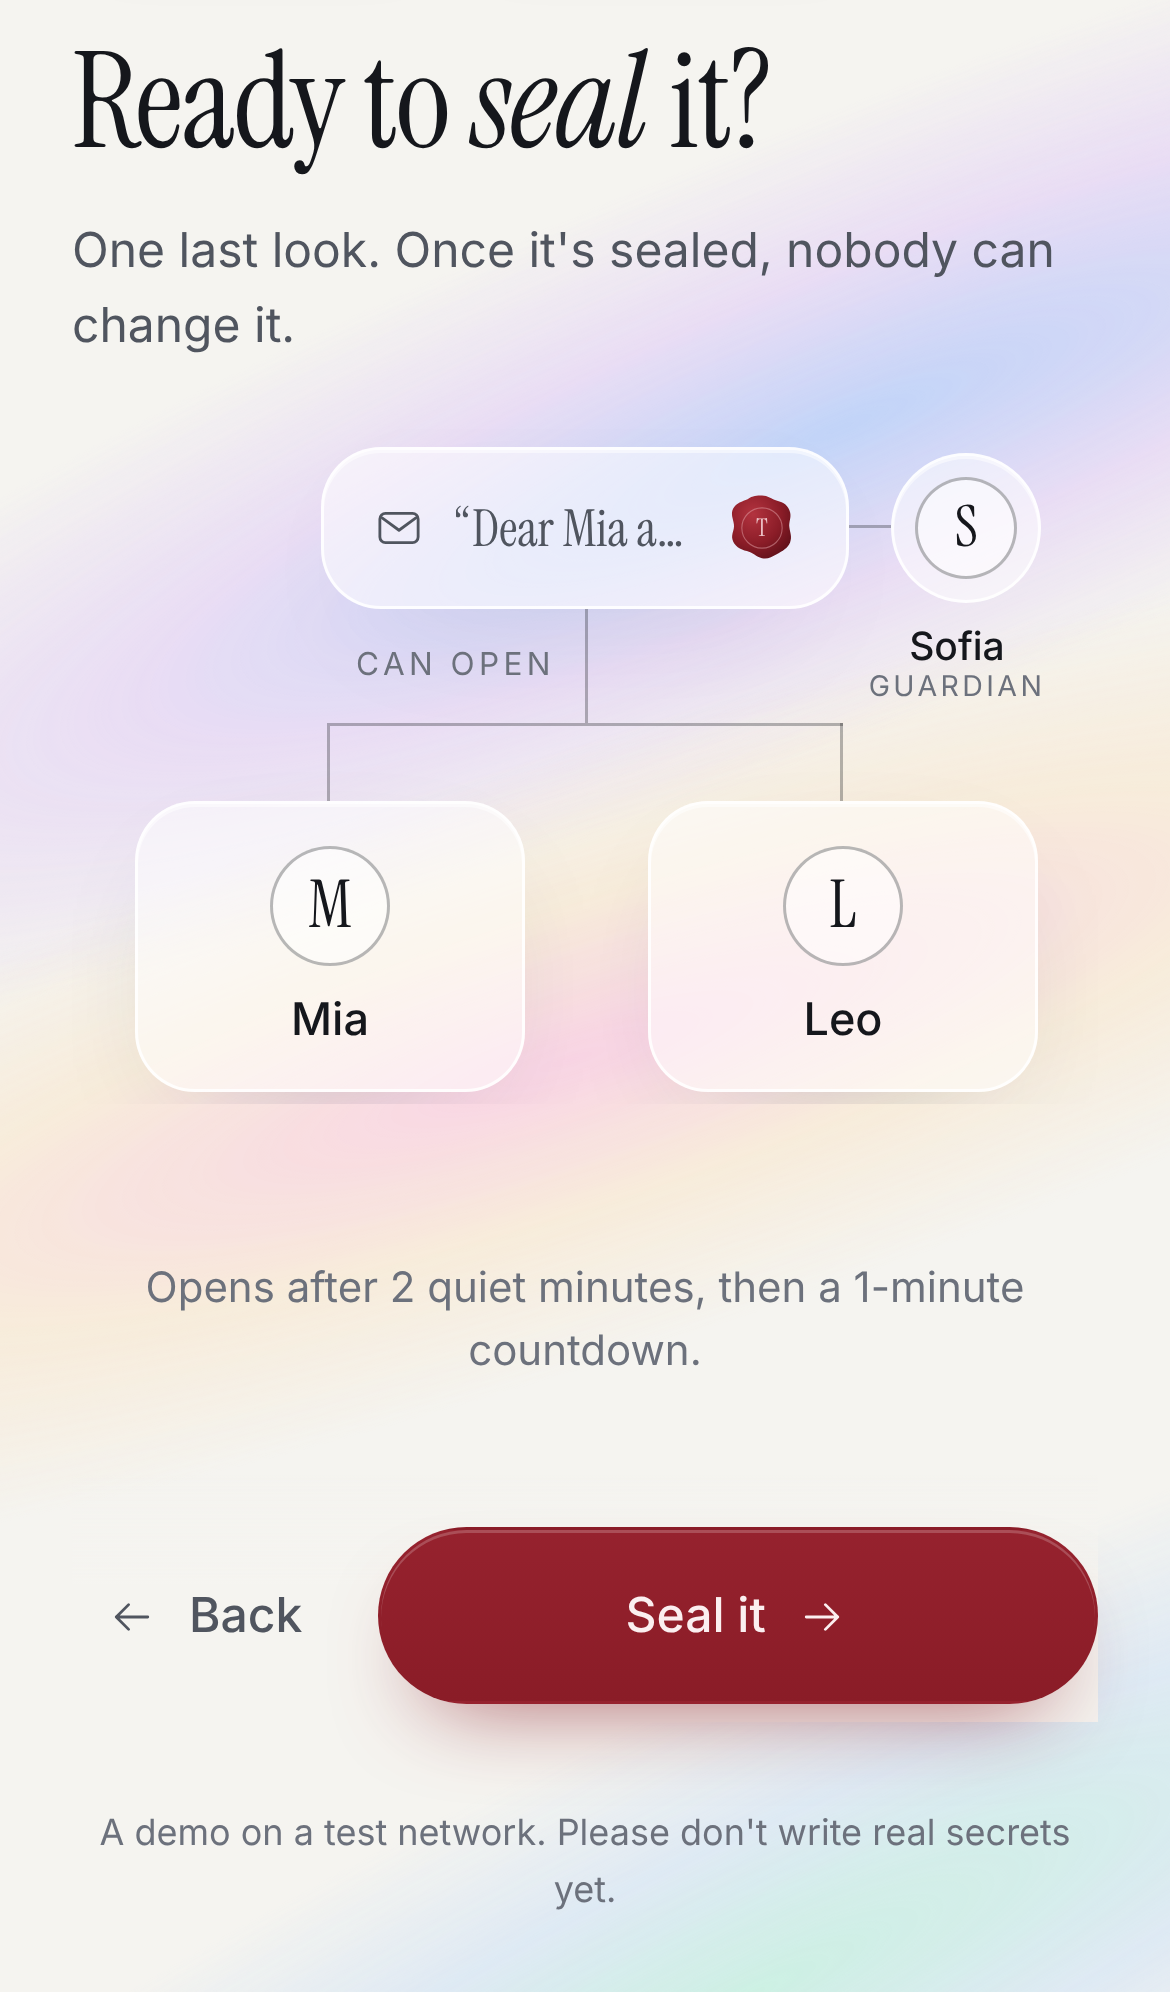 Ready to seal it?
One last look. Once it's sealed, nobody can
change it.
“Dear Mia a...
T
S
Sofia
GUARDIAN
CAN OPEN
M
Mia
L
Leo
Opens after 2 quiet minutes, then a 1-minute
countdown.
← Back
Seal it →
A demo on a test network. Please don't write real secrets
yet.